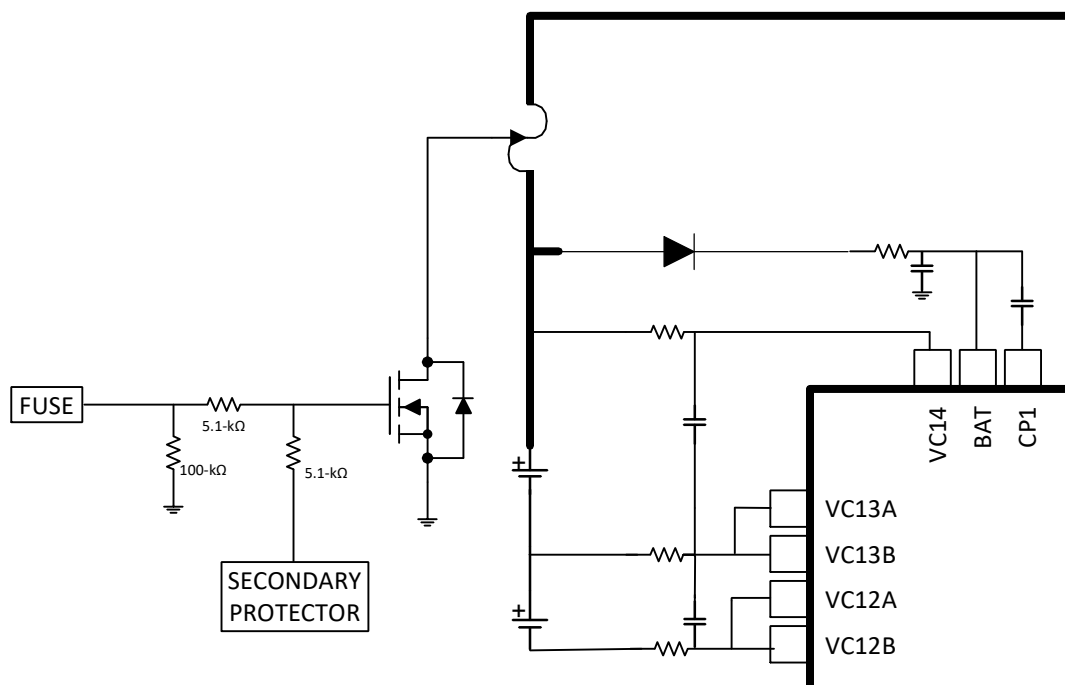 VC14
BAT
CP1
FUSE
5.1-kΩ
100-kΩ
5.1-kΩ
+
VC13A
VC13B
SECONDARY
PROTECTOR
VC12A
+
VC12B